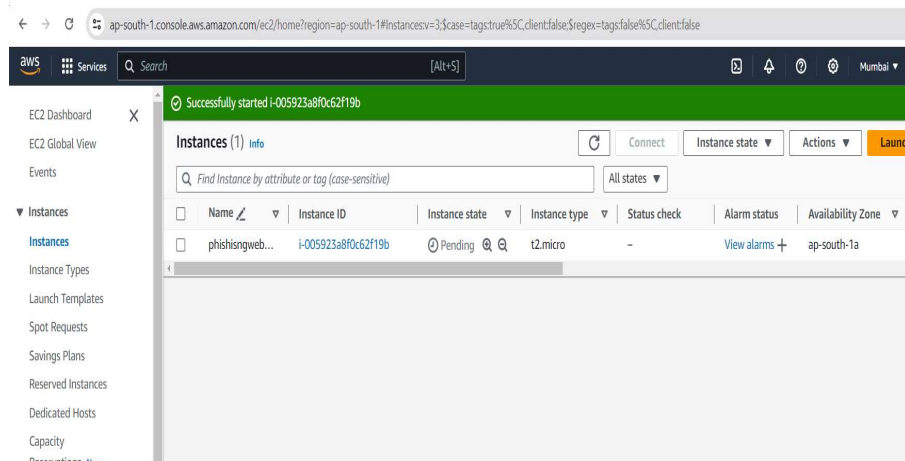 ap-south-1.console.aws.amazon.com/ec2/home?region=ap-south-1#Instances:v=3;$case=tags:true%5C,client:false;$regex=tags:false%5C,client:false
aws Services Search [Alt+S] Mumbai
Successfully started i-005923a8f0c62f19b
EC2 Dashboard
EC2 Global View
Events
Instances
Instances
Instance Types
Launch Templates
Spot Requests
Savings Plans
Reserved Instances
Dedicated Hosts
Capacity
Instances (1) Info Connect Instance state Actions Launc
Find Instance by attribute or tag (case-sensitive) All states
Name Instance ID Instance state Instance type Status check Alarm status Availability Zone
phishisngweb... i-005923a8f0c62f19b Pending t2.micro – View alarms + ap-south-1a